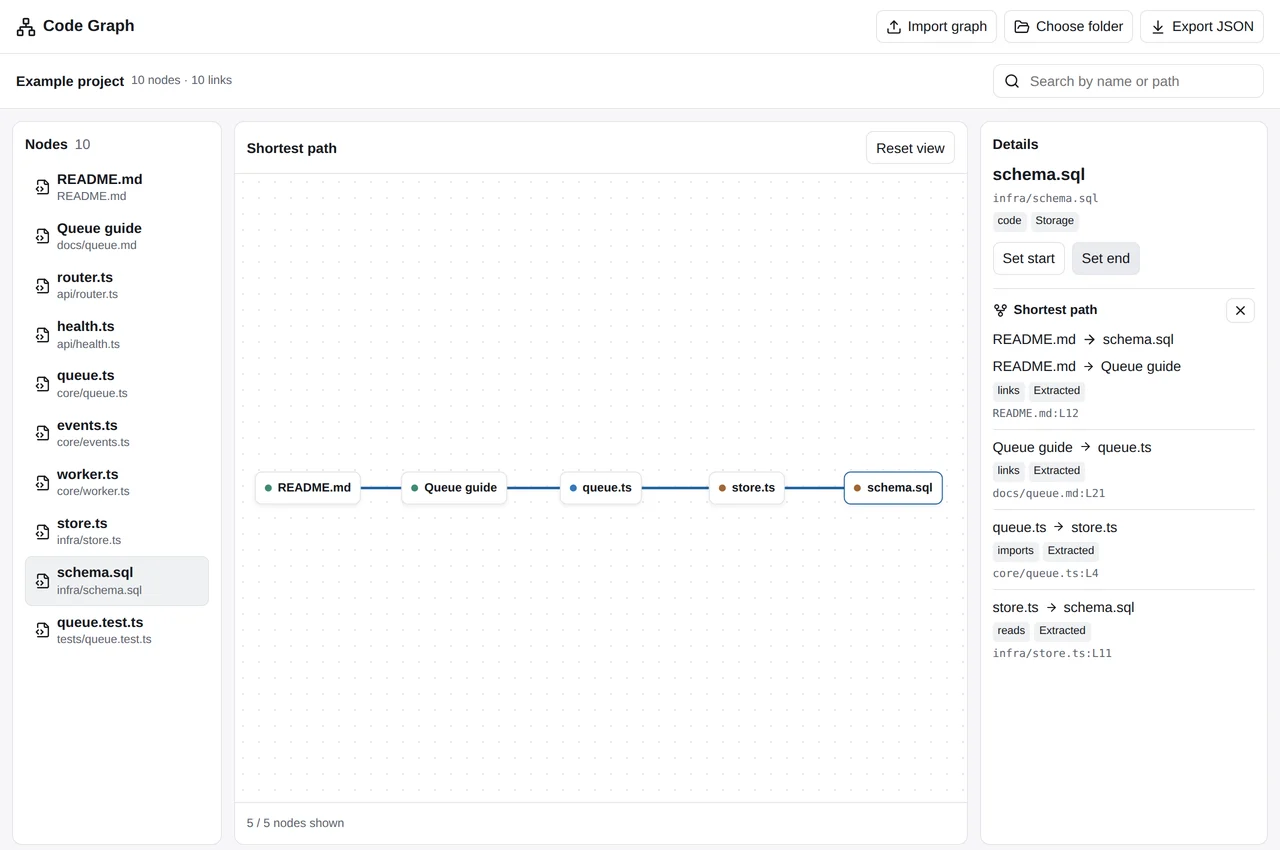 Code Graph
Import graph
Choose folder
Export JSON
Example project 10 nodes · 10 links
Search by name or path
Nodes 10
README.md
README.md
Queue guide
docs/queue.md
router.ts
api/router.ts
health.ts
api/health.ts
queue.ts
core/queue.ts
events.ts
core/events.ts
worker.ts
core/worker.ts
store.ts
infra/store.ts
schema.sql
infra/schema.sql
queue.test.ts
tests/queue.test.ts
Shortest path
Reset view
README.md
Queue guide
queue.ts
store.ts
schema.sql
5 / 5 nodes shown
Details
schema.sql
infra/schema.sql
code Storage
Set start Set end
Shortest path
README.md → schema.sql
README.md → Queue guide
links Extracted
README.md:L12
Queue guide → queue.ts
links Extracted
docs/queue.md:L21
queue.ts → store.ts
imports Extracted
core/queue.ts:L4
store.ts → schema.sql
reads Extracted
infra/store.ts:L11